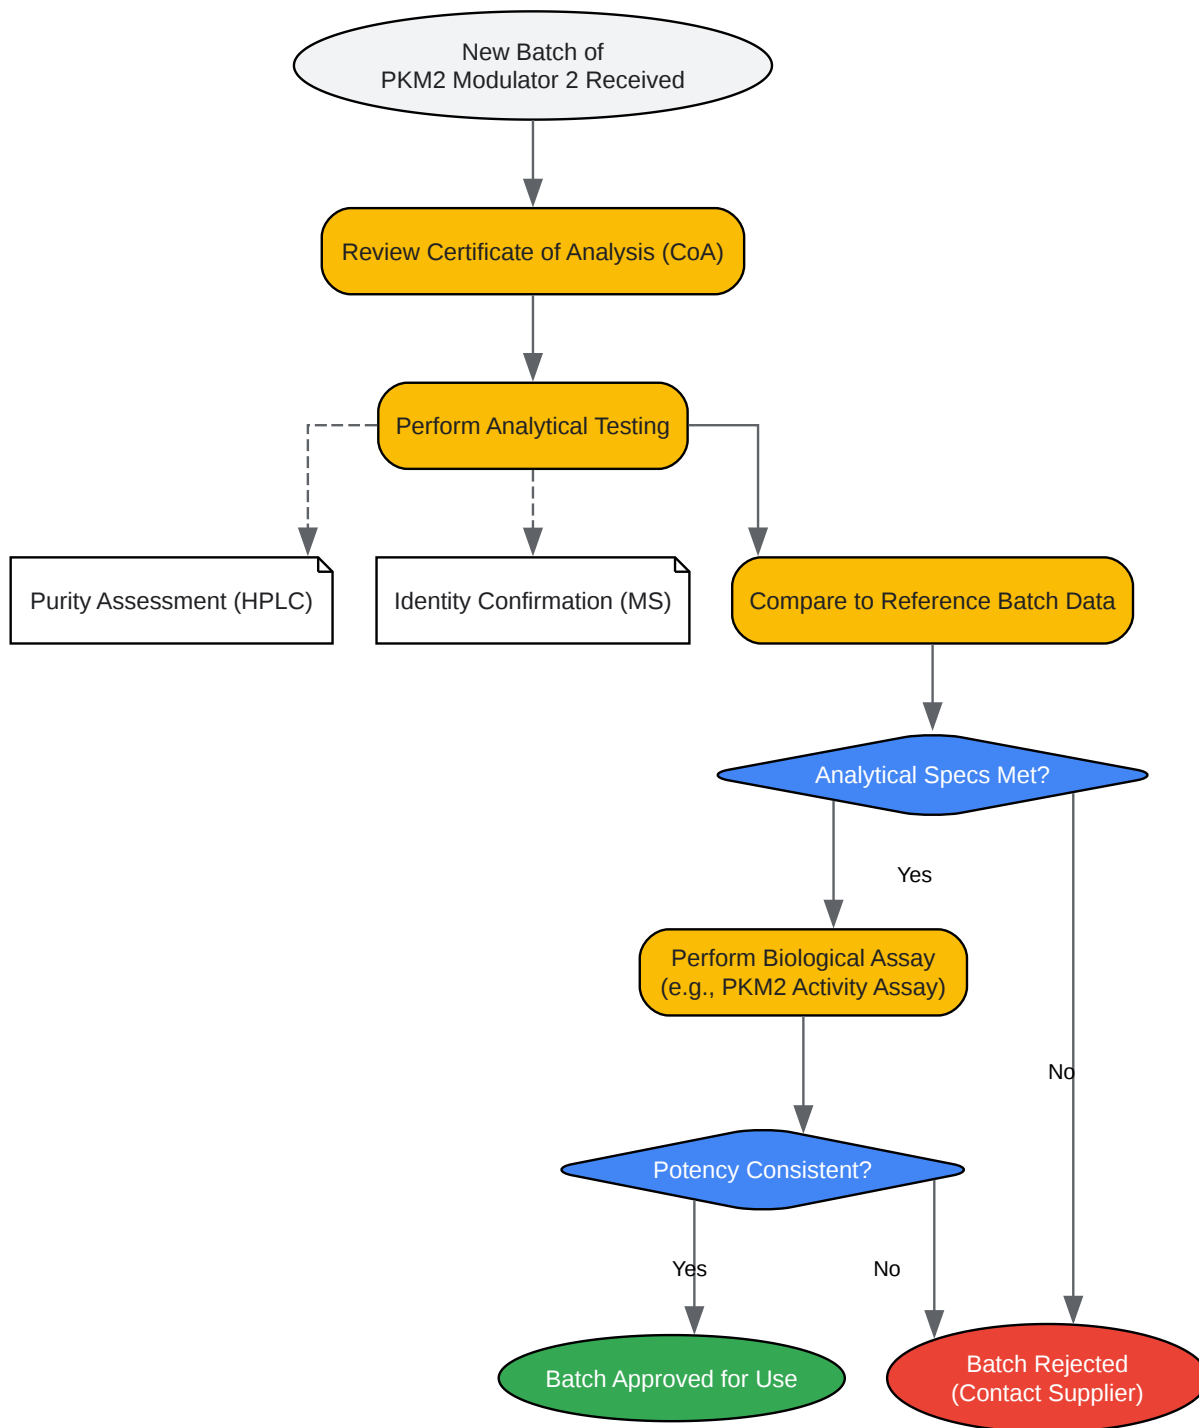 New Batch of
PKM2 Modulator 2 Received
Review Certificate of Analysis (CoA)
Perform Analytical Testing
Purity Assessment (HPLC)
Identity Confirmation (MS)
Compare to Reference Batch Data
Analytical Specs Met?
Yes
Perform Biological Assay
(e.g., PKM2 Activity Assay)
No
Potency Consistent?
Yes
No
Batch Approved for Use
Batch Rejected
(Contact Supplier)